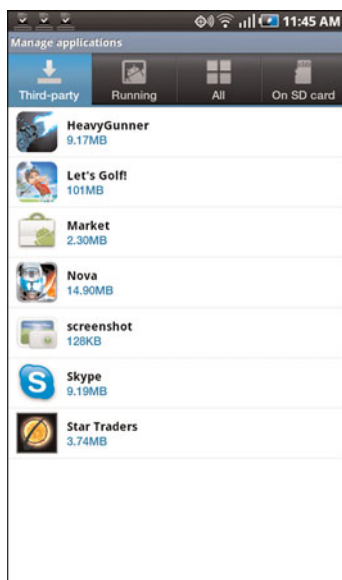 11:45 AM
Manage applications
Third-party
Running
All
On SD card
HeavyGunner
9.17MB
Let's Golf!
101MB
Market
2.30MB
Nova
14.90MB
screenshot
128KB
S
Skype
9.19MB
Star Traders
3.74MB